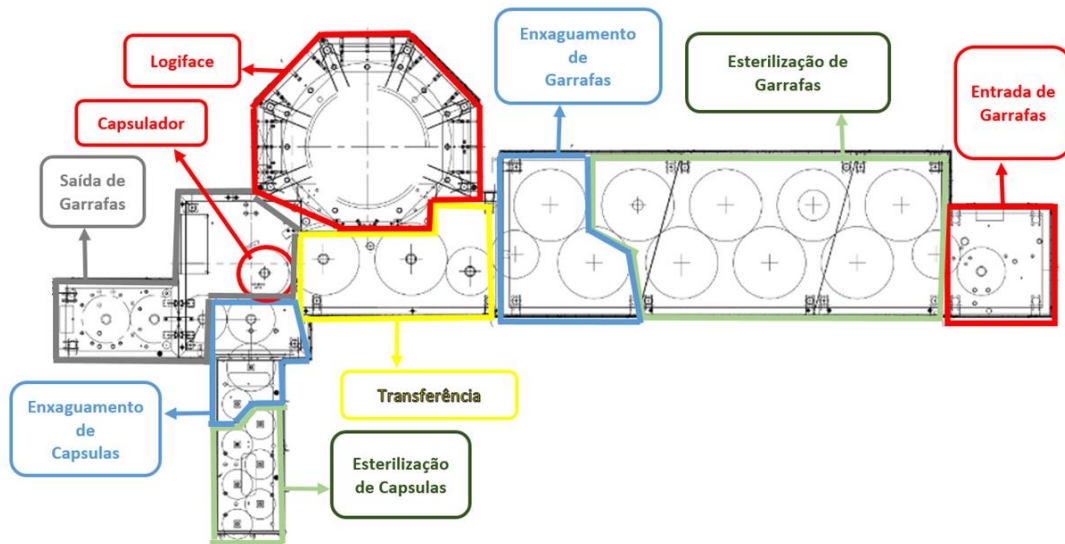 Logiface
Enxaguamento
de
Garrafas
Esterilização de
Garrafas
Entrada de
Garrafas
Capsulador
Saída de
Garrafas
Enxaguamento
de
Capsulas
Transferência
Esterilização
de Capsulas